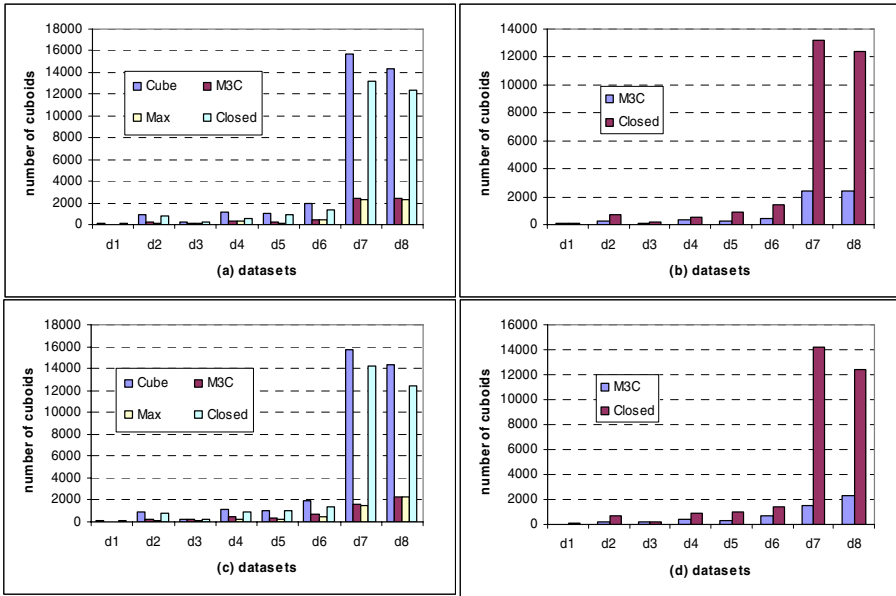 18000
16000
14000
12000
10000
8000
6000
4000
2000
0
number of cuboids
Cube M3C
Max Closed
d1 d2 d3 d4 d5 d6 d7 d8
(a) datasets
14000
12000
10000
8000
6000
4000
2000
0
number of cuboids
M3C
Closed
d1 d2 d3 d4 d5 d6 d7 d8
(b) datasets
18000
16000
14000
12000
10000
8000
6000
4000
2000
0
number of cuboids
Cube M3C
Max Closed
d1 d2 d3 d4 d5 d6 d7 d8
(c) datasets
16000
14000
12000
10000
8000
6000
4000
2000
0
number of cuboids
M3C
Closed
d1 d2 d3 d4 d5 d6 d7 d8
(d) datasets